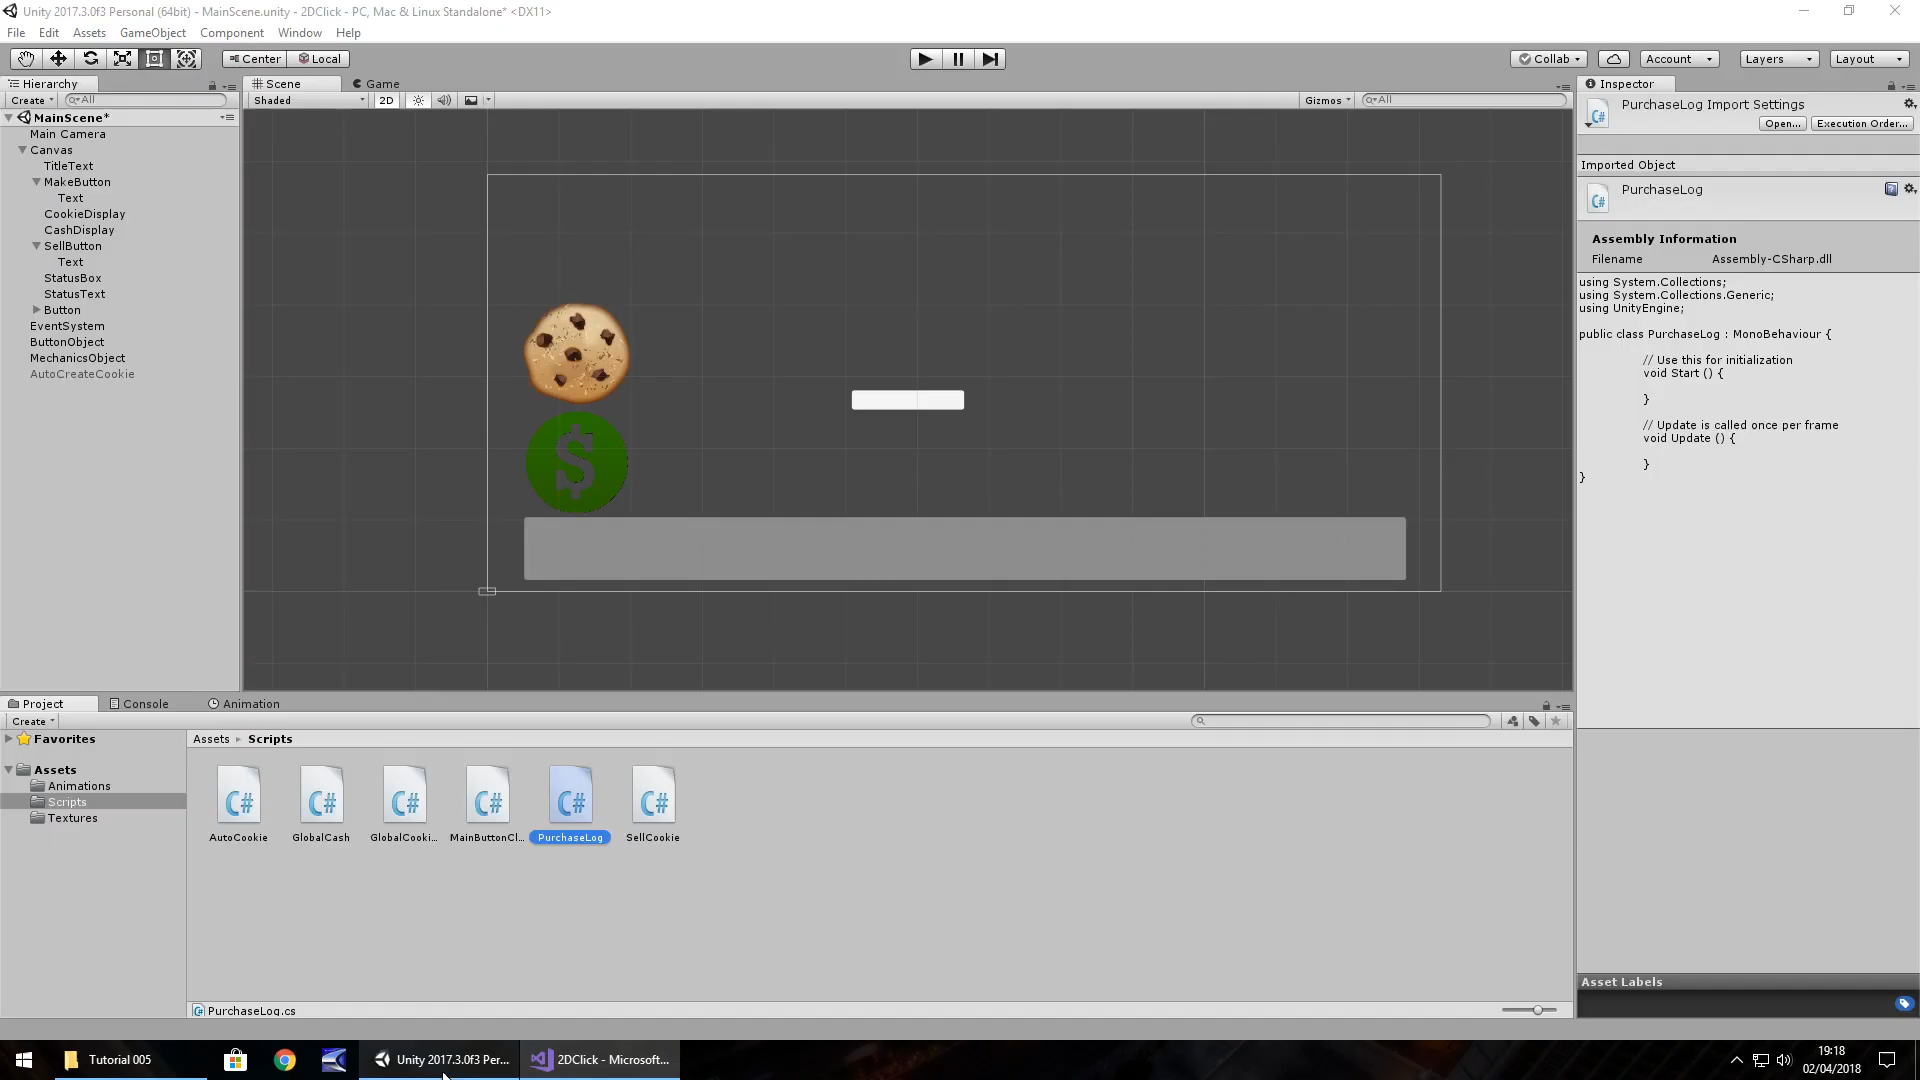 Unity 2017.3.0f3 Personal (64bit) - MainScene.unity - 2DClick - PC, Mac & Linux Standalone* <DX11>
File Edit Assets GameObject Component Window Help
Center Local Collab Account Layers Layout
Hierarchy
Create All
MainScene*
Main Camera
Canvas
TitleText
MakeButton
Text
CookieDisplay
CashDisplay
SellButton
Text
StatusBox
StatusText
Button
EventSystem
ButtonObject
MechanicsObject
AutoCreateCookie
Scene Game
Shaded 2D Gizmos All
Inspector
PurchaseLog Import Settings
Open... Execution Order...
Imported Object
PurchaseLog
Assembly Information
Filename Assembly-CSharp.dll
using System.Collections;
using System.Collections.Generic;
using UnityEngine;
public class PurchaseLog : MonoBehaviour {
// Use this for initialization
void Start () {
}
// Update is called once per frame
void Update () {
}
}
Project Console Animation
Create
Favorites
Assets
Animations
Scripts
Textures
Assets Scripts
C# C# C# C# C# C#
AutoCookie GlobalCash GlobalCooki... MainButtonCl... PurchaseLog SellCookie
PurchaseLog.cs
Asset Labels
Tutorial 005
Unity 2017.3.0f3 Per...
2DClick - Microsoft...
19:18
02/04/2018